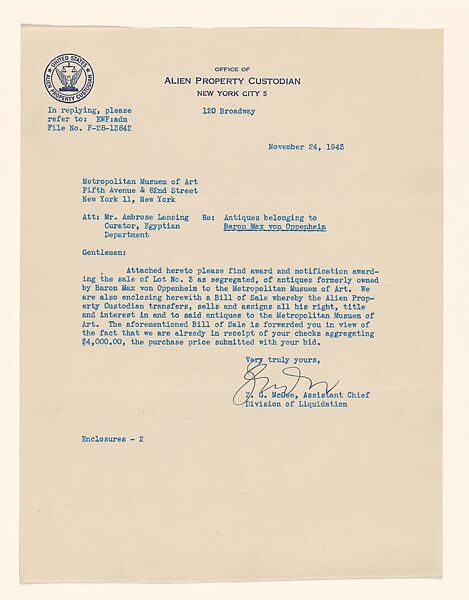 UNITED STATES
ALIEN PROPERTY CUSTODIAN
OFFICE OF
ALIEN PROPERTY CUSTODIAN
NEW YORK CITY 5
In replying, please
refer to: EWF:adm
File No. F-28-13842
120 Broadway
November 24, 1943
Metropolitan Musuem of Art
Fifth Avenue & 82nd Street
New York 11, New York
Att: Mr. Ambrose Lansing Re: Antiques belonging to
Curator, Egyptian Baron Max von Oppenheim
Department
Gentlemen:
Attached hereto please find award and notification award-
ing the sale of Lot No. 3 as segregated, of antiques formerly owned
by Baron Max von Oppenheim to the Metropolitan Musuem of Art. We
are also enclosing herewith a Bill of Sale whereby the Alien Prop-
erty Custodian transfers, sells and assigns all his right, title
and interest in and to said antiques to the Metropolitan Musuem of
Art. The aforementioned Bill of Sale is forwarded you in view of
the fact that we are already in receipt of your checks aggregating
$4,000.00, the purchase price submitted with your bid.
Very truly yours,
G. McGee, Assistant Chief
Division of Liquidation
Enclosures - 2